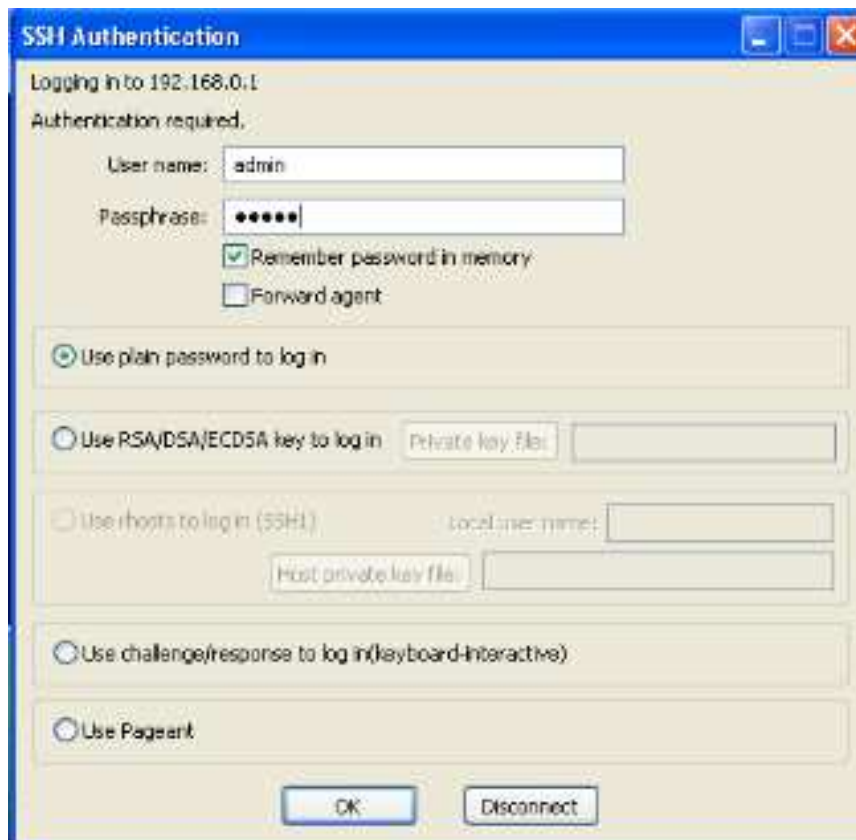 SSH Authentication
Logging in to 192.168.0.1
Authentication required.
User name: admin
Passphrase: •••••
Remember password in memory
Forward agent
Use plain password to log in
Use RSA/DSA/ECDSA key to log in Private key file:
Use rhosts to log in (SSH1) Local user name:
Host private key file:
Use challenge/response to log in(keyboard-interactive)
Use Pageant
OK Disconnect